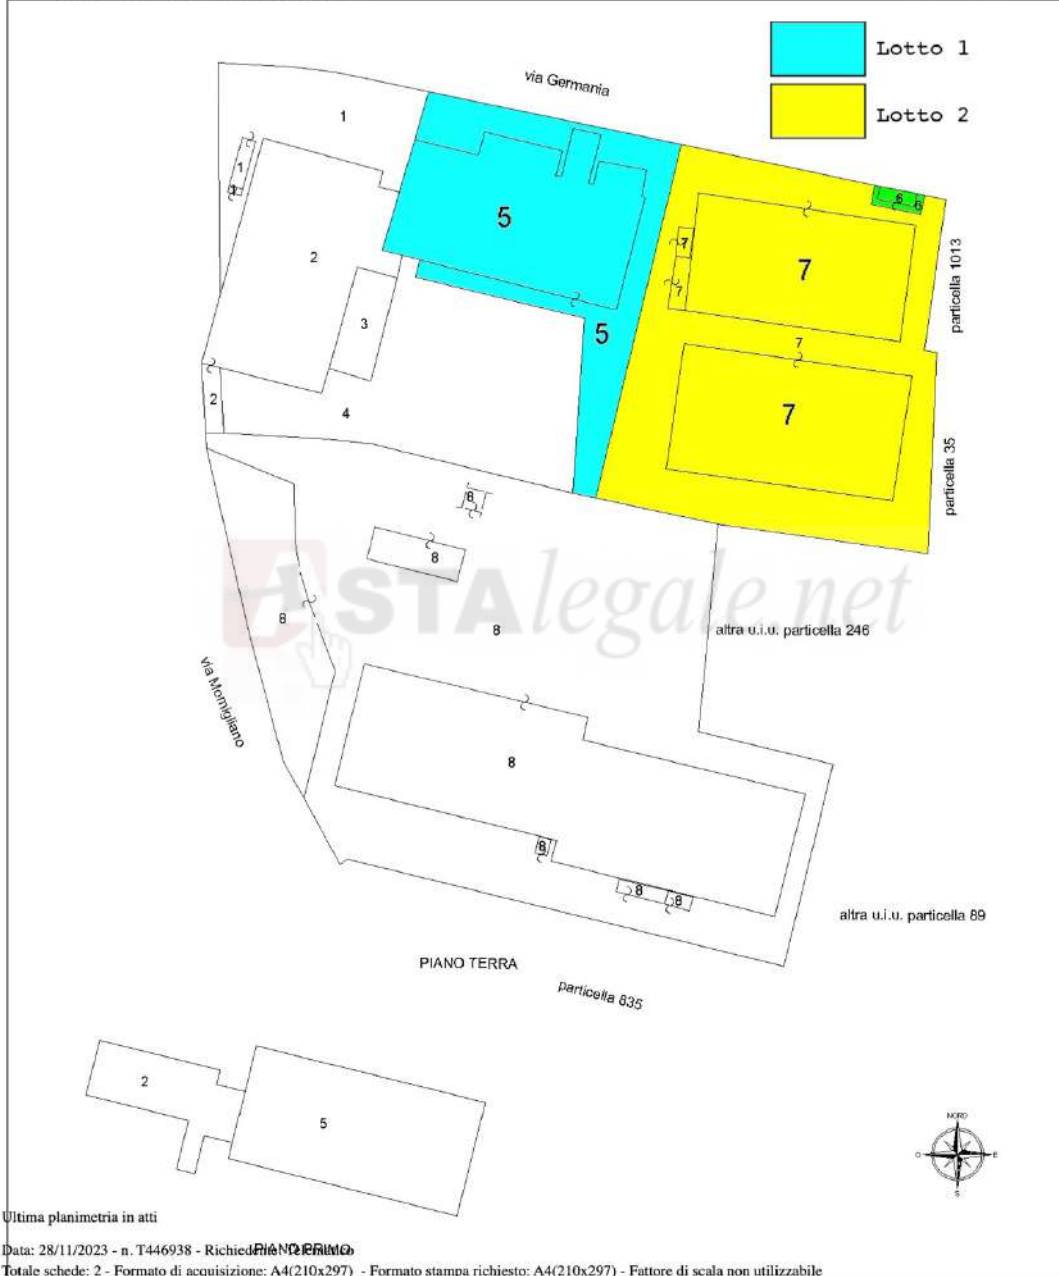 Lotto 1
via Germania
Lotto 2
1
1
1
6
6
5
2
7
7
7
particella 1013
3
5
7
7
2
4
7
particella 35
8
8
ASTAlegale.net
8
8
altra u.i.u. particella 246
via Momigliano
8
8
8
8
altra u.i.u. particella 89
PIANO TERRA
particella 835
2
5
NORD
O
E
S
Ultima planimetria in atti
PIANO PRIMO
Data: 28/11/2023 - n. T446938 - Richiedente: Telematico
Totale schede: 2 - Formato di acquisizione: A4(210x297) - Formato stampa richiesto: A4(210x297) - Fattore di scala non utilizzabile